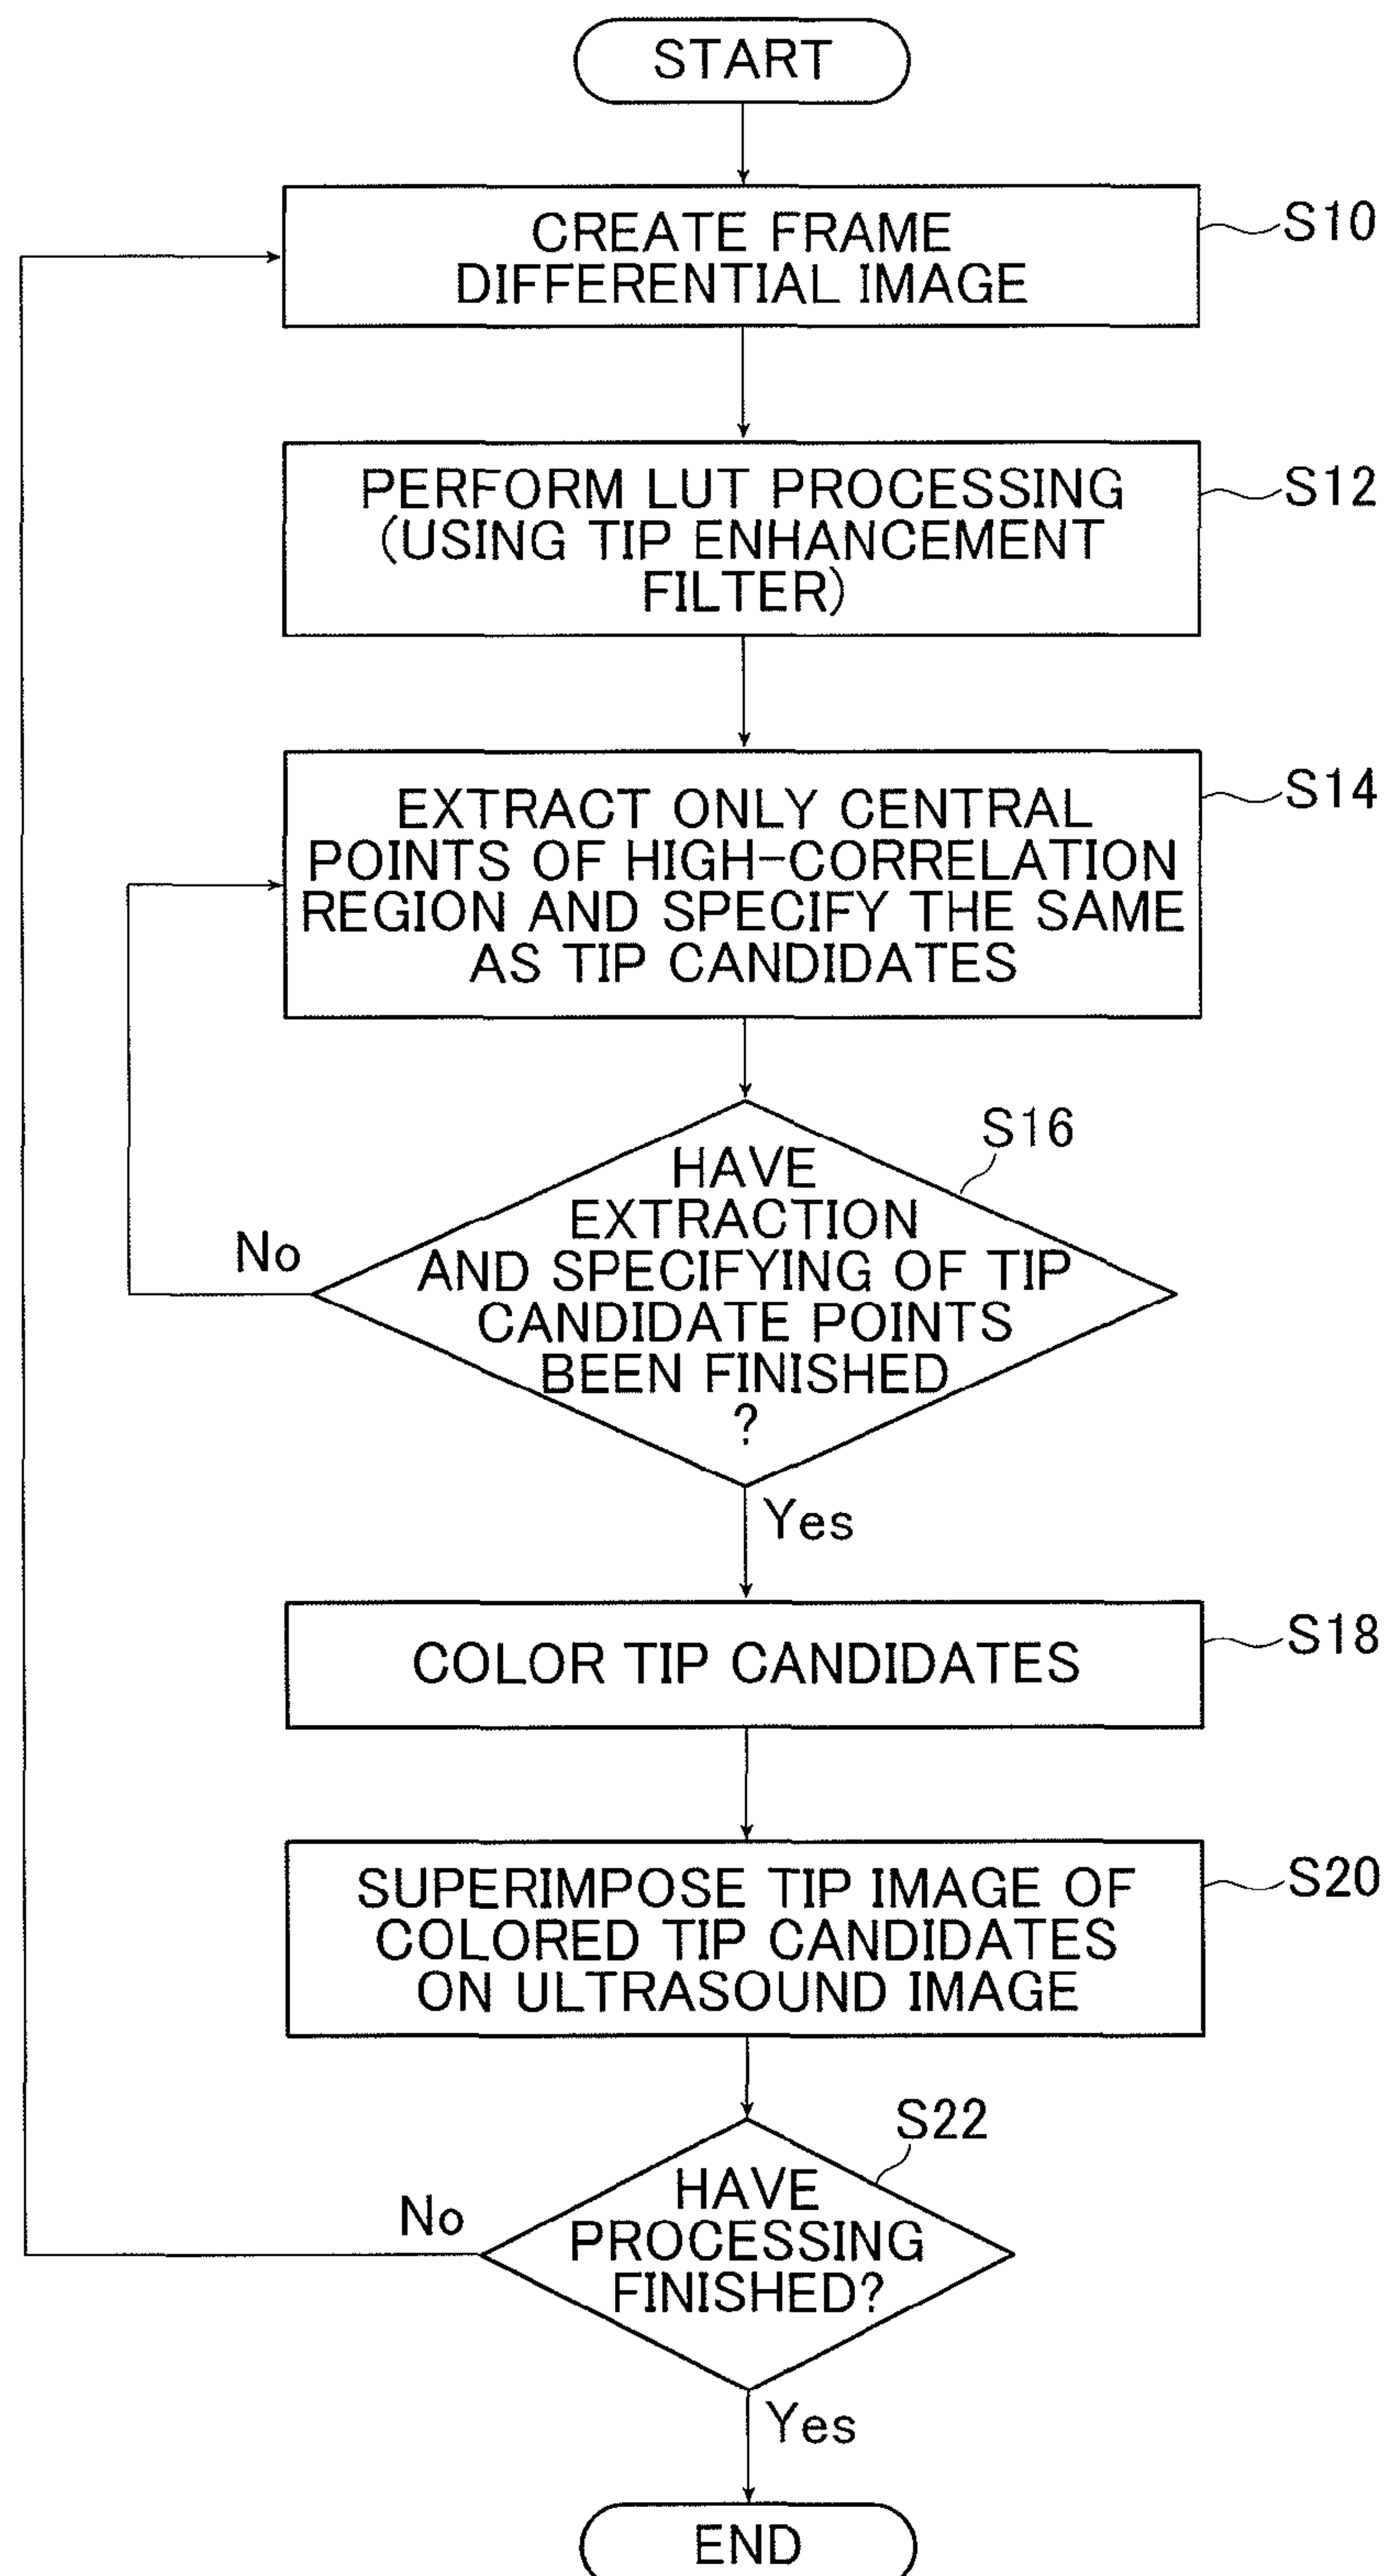 START
CREATE FRAME
DIFFERENTIAL IMAGE
S10
PERFORM LUT PROCESSING
(USING TIP ENHANCEMENT
FILTER)
S12
EXTRACT ONLY CENTRAL
POINTS OF HIGH-CORRELATION
REGION AND SPECIFY THE SAME
AS TIP CANDIDATES
S14
HAVE
EXTRACTION
AND SPECIFYING OF TIP
CANDIDATE POINTS
BEEN FINISHED
?
S16
No
Yes
COLOR TIP CANDIDATES
S18
SUPERIMPOSE TIP IMAGE OF
COLORED TIP CANDIDATES
ON ULTRASOUND IMAGE
S20
HAVE
PROCESSING
FINISHED?
S22
No
Yes
END